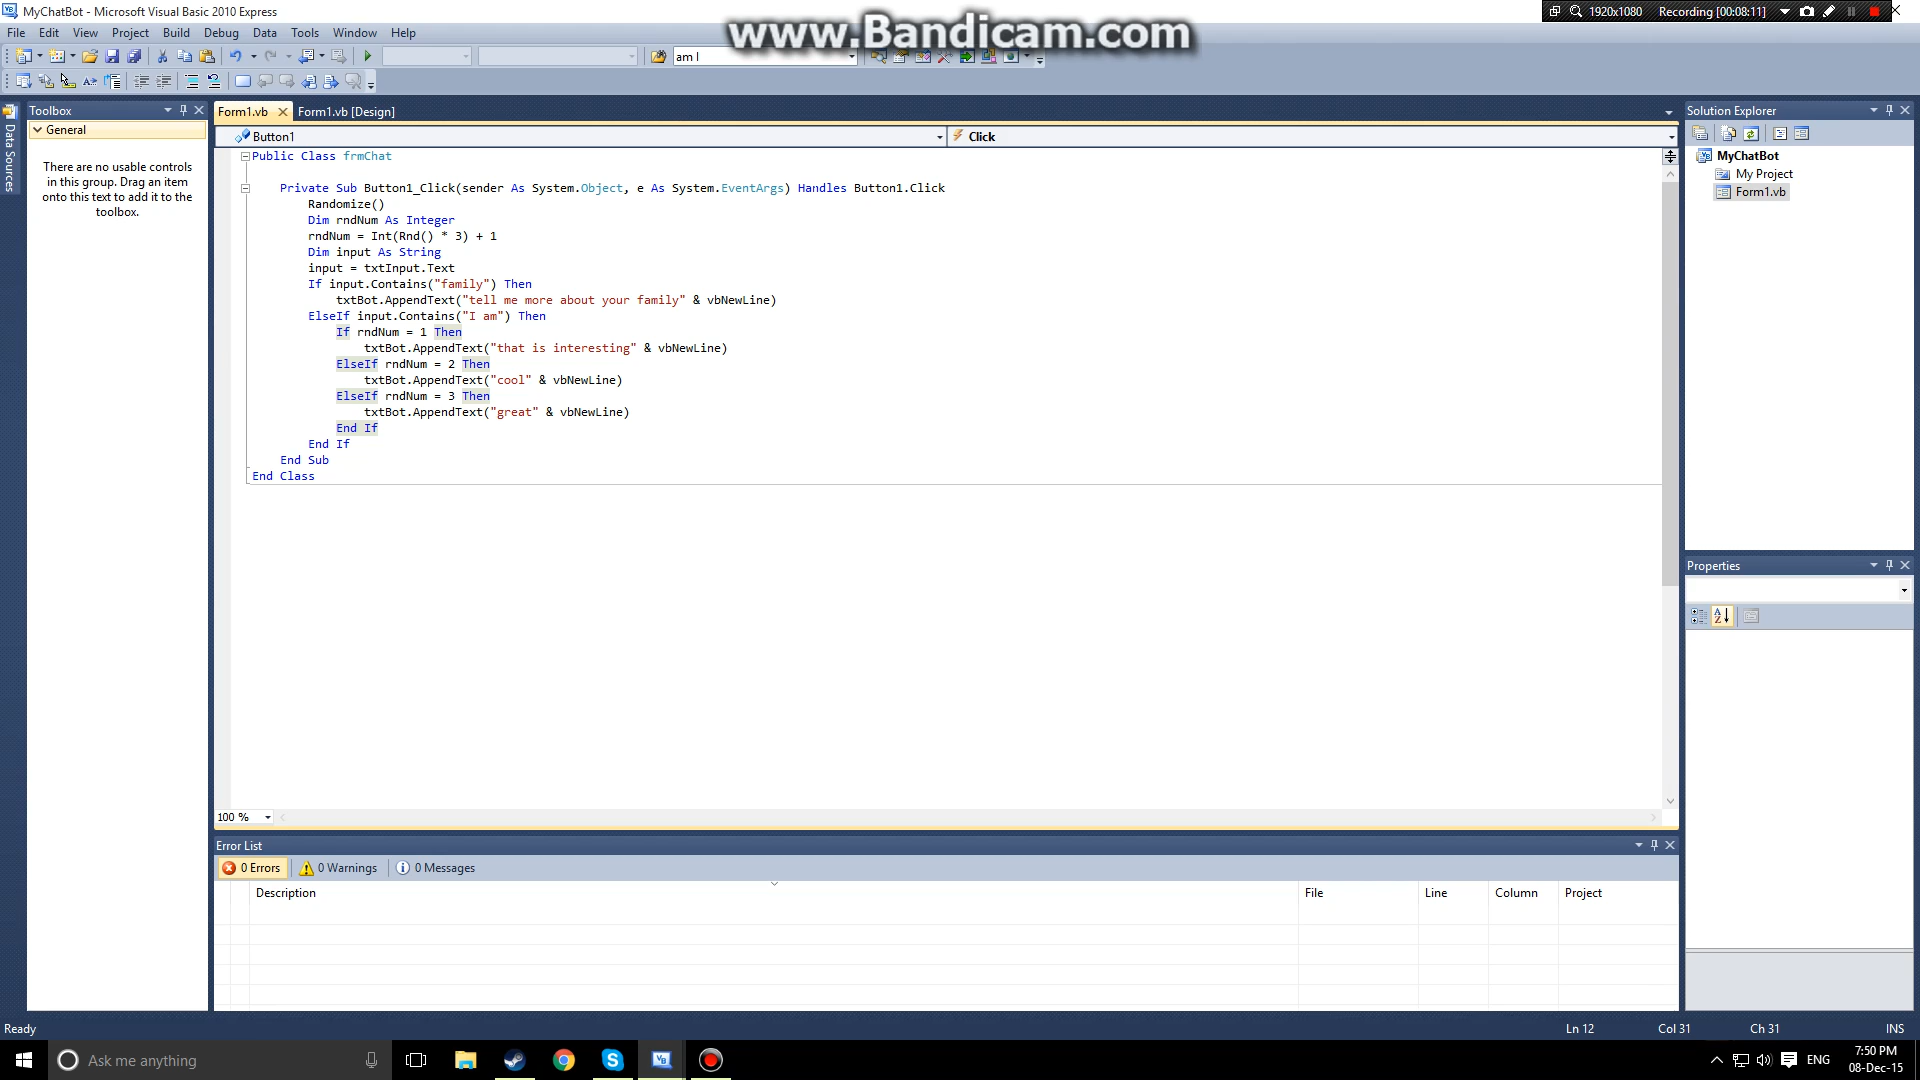 MyChatBot - Microsoft Visual Basic 2010 Express
www.Bandicam.com
1920x1080 Recording [00:08:11]
File Edit View Project Build Debug Data Tools Window Help
am I
Data Sources
Toolbox
General
There are no usable controls
in this group. Drag an item
onto this text to add it to the
toolbox.
Form1.vb Form1.vb [Design]
Button1 Click
Public Class frmChat
Private Sub Button1_Click(sender As System.Object, e As System.EventArgs) Handles Button1.Click
Randomize()
Dim rndNum As Integer
rndNum = Int(Rnd() * 3) + 1
Dim input As String
input = txtInput.Text
If input.Contains("family") Then
txtBot.AppendText("tell me more about your family" & vbNewLine)
ElseIf input.Contains("I am") Then
If rndNum = 1 Then
txtBot.AppendText("that is interesting" & vbNewLine)
ElseIf rndNum = 2 Then
txtBot.AppendText("cool" & vbNewLine)
ElseIf rndNum = 3 Then
txtBot.AppendText("great" & vbNewLine)
End If
End If
End Sub
End Class
100 %
Solution Explorer
MyChatBot
My Project
Form1.vb
Properties
Error List
0 Errors 0 Warnings 0 Messages
Description File Line Column Project
Ready Ln 12 Col 31 Ch 31 INS
Ask me anything
ENG
7:50 PM
08-Dec-15